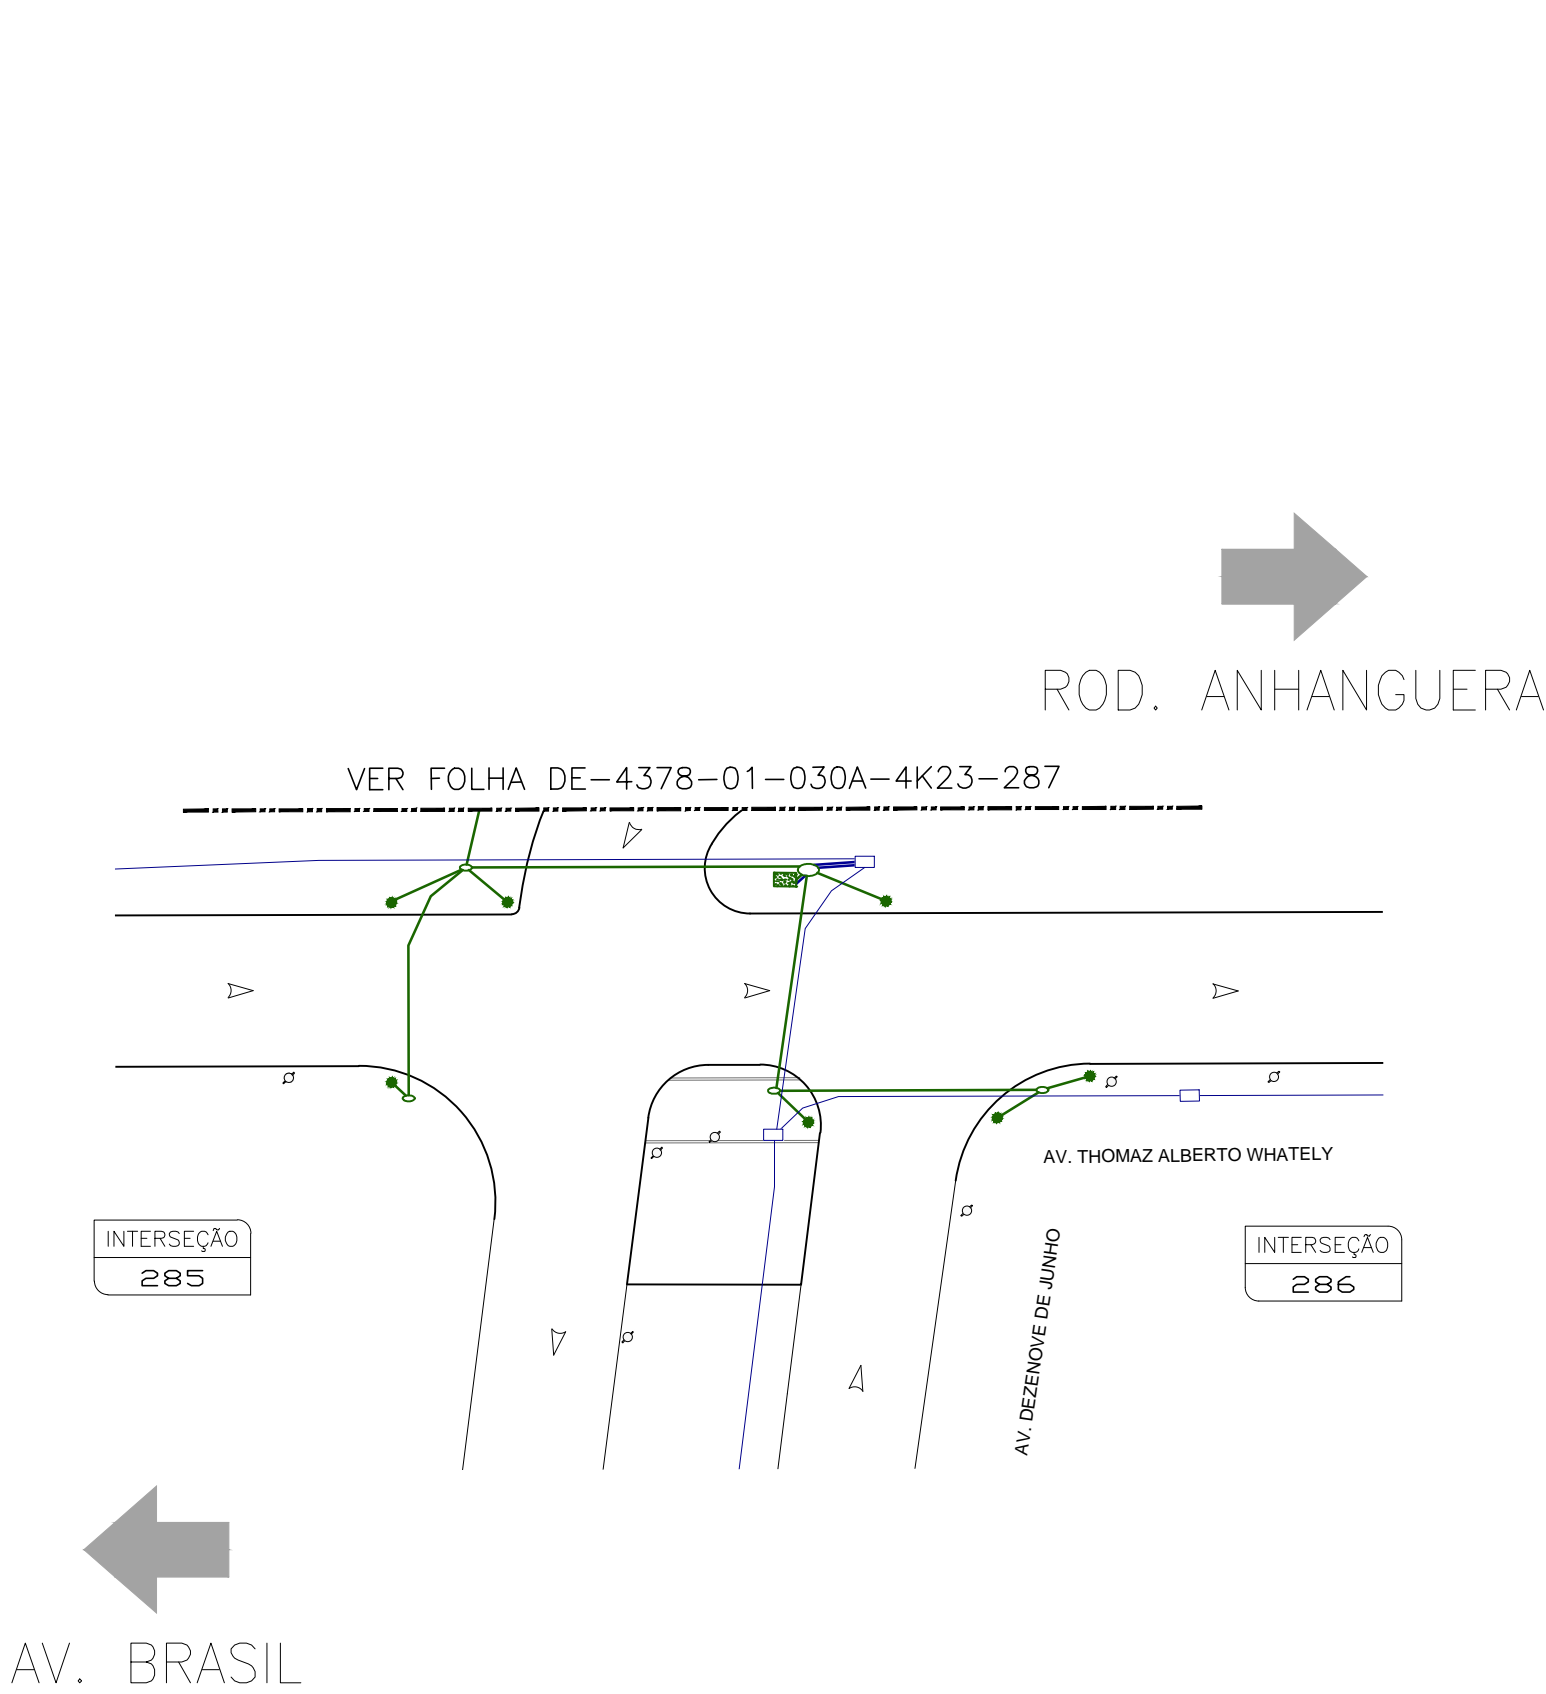 ROD. ANHANGUERA
VER FOLHA DE-4378-01-030A-4K23-287
AV. THOMAZ ALBERTO WHATELY
INTERSEÇÃO
285
INTERSEÇÃO
286
AV. DEZENOVE DE JUNHO
AV. BRASIL